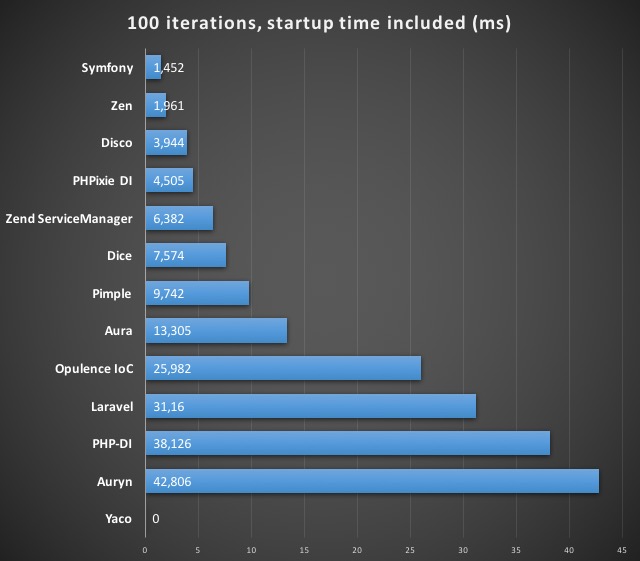 100 iterations, startup time included (ms)
Symfony 1,452
Zen 1,961
Disco 3,944
PHPixie DI 4,505
Zend ServiceManager 6,382
Dice 7,574
Pimple 9,742
Aura 13,305
Opulence IoC 25,982
Laravel 31,16
PHP-DI 38,126
Auryn 42,806
Yaco 0
0 5 10 15 20 25 30 35 40 45